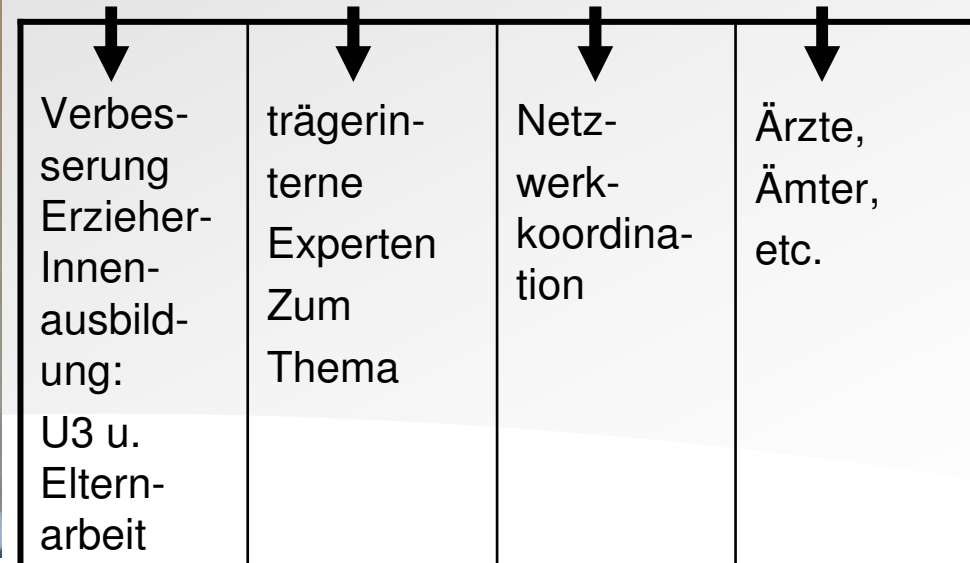 Verbes-
serung
Erzieher-
Innen-
ausbild-
ung:
U3 u.
Eltern-
arbeit
trägerin-
terne
Experten
Zum
Thema
Netz-
werk-
koordina-
tion
Ärzte,
Ämter,
etc.